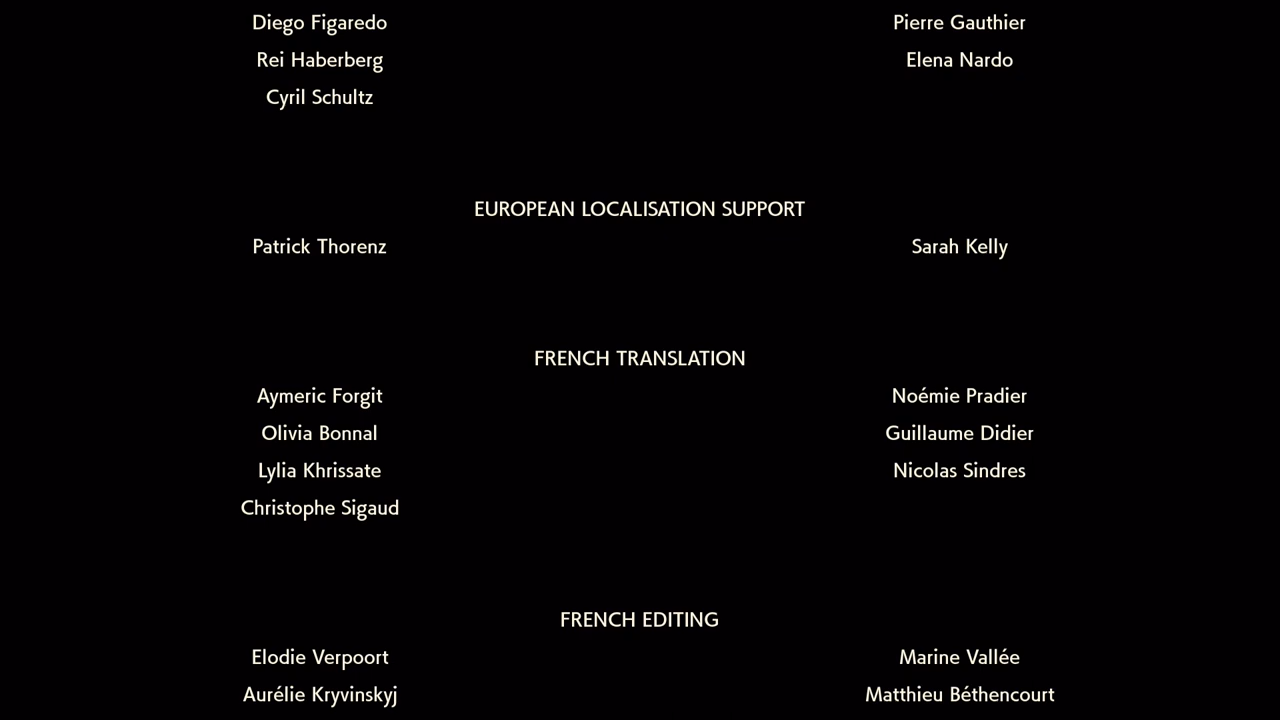 Diego Figaredo Pierre Gauthier
Rei Haberberg Elena Nardo
Cyril Schultz
EUROPEAN LOCALISATION SUPPORT
Patrick Thorenz Sarah Kelly
FRENCH TRANSLATION
Aymeric Forgit Noémie Pradier
Olivia Bonnal Guillaume Didier
Lylia Khrissate Nicolas Sindres
Christophe Sigaud
FRENCH EDITING
Elodie Verpoort Marine Vallée
Aurélie Kryvinskyj Matthieu Béthencourt